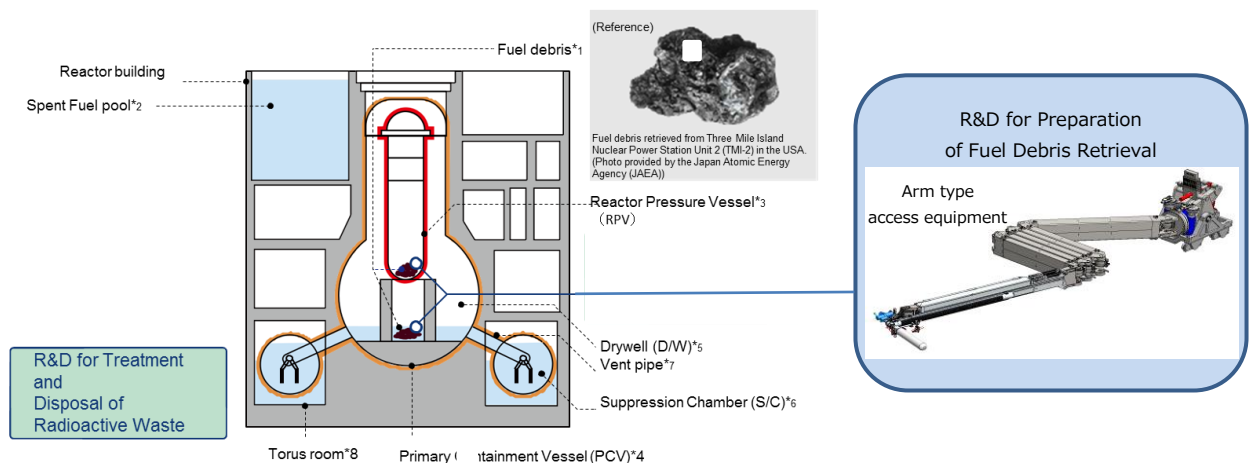 Fuel debris*1
Reactor building
Spent Fuel pool*2
(Reference)
Fuel debris retrieved from Three Mile Island
Nuclear Power Station Unit 2 (TMI-2) in the USA.
(Photo provided by the Japan Atomic Energy
Agency (JAEA))
Reactor Pressure Vessel*3
（RPV）
R&D for Preparation
of Fuel Debris Retrieval
Arm type
access equipment
Drywell (D/W)*5
Vent pipe*7
Suppression Chamber (S/C)*6
R&D for Treatment
and
Disposal of
Radioactive Waste
Torus room*8
Primary ntainment Vessel (PCV)*4